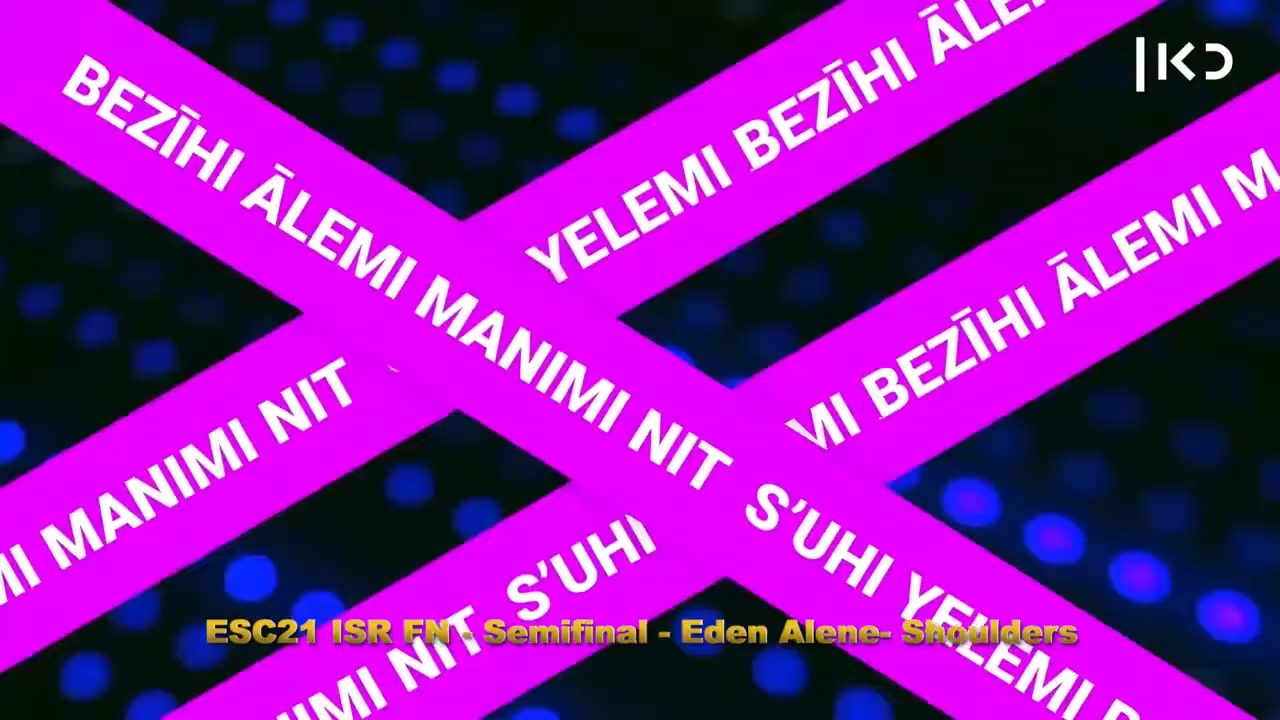 YELEMI BEZĪHI ĀLE
BEZĪHI ĀLEMI MANIMI NIT S'UHI YELEMI
MI BEZĪHI ĀLEMI M
MI MANIMI NIT
IMI NIT S'UHI
ESC21 ISR FN - Semifinal - Eden Alene- Shoulders